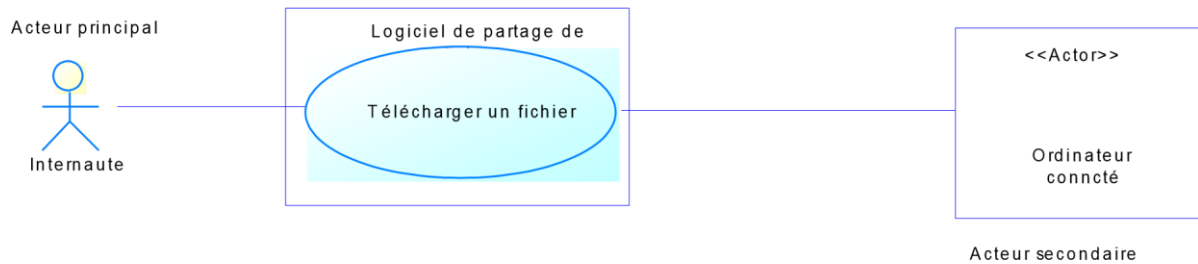 Acteur principal
Logiciel de partage de
<<Actor>>
Télécharger un fichier
Internaute
Ordinateur
conncté
Acteur secondaire